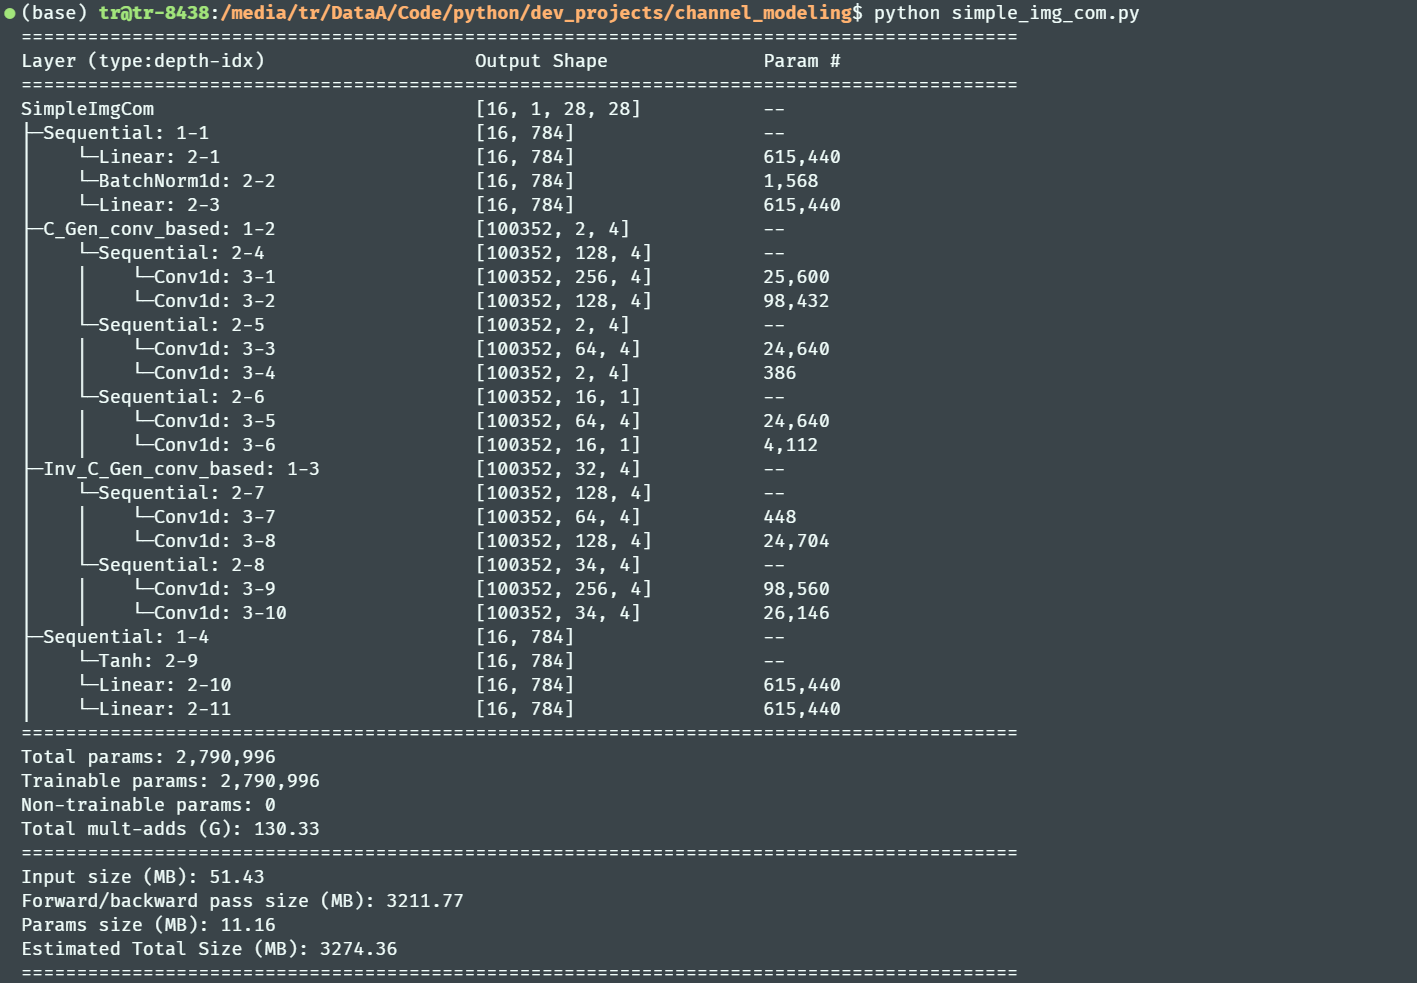 (base) tr@tr-8438:/media/tr/DataA/Code/python/dev_projects/channel_modeling$ python simple_img_com.py
==========================================================================================
Layer (type:depth-idx)                   Output Shape              Param #
==========================================================================================
SimpleImgCom                             [16, 1, 28, 28]           --
├─Sequential: 1-1                        [16, 784]                 --
│    └─Linear: 2-1                       [16, 784]                 615,440
│    └─BatchNorm1d: 2-2                  [16, 784]                 1,568
│    └─Linear: 2-3                       [16, 784]                 615,440
├─C_Gen_conv_based: 1-2                  [100352, 2, 4]            --
│    └─Sequential: 2-4                   [100352, 128, 4]          --
│    │    └─Conv1d: 3-1                  [100352, 256, 4]          25,600
│    │    └─Conv1d: 3-2                  [100352, 128, 4]          98,432
│    └─Sequential: 2-5                   [100352, 2, 4]            --
│    │    └─Conv1d: 3-3                  [100352, 64, 4]           24,640
│    │    └─Conv1d: 3-4                  [100352, 2, 4]            386
│    └─Sequential: 2-6                   [100352, 16, 1]           --
│    │    └─Conv1d: 3-5                  [100352, 64, 4]           24,640
│    │    └─Conv1d: 3-6                  [100352, 16, 1]           4,112
├─Inv_C_Gen_conv_based: 1-3              [100352, 32, 4]           --
│    └─Sequential: 2-7                   [100352, 128, 4]          --
│    │    └─Conv1d: 3-7                  [100352, 64, 4]           448
│    │    └─Conv1d: 3-8                  [100352, 128, 4]          24,704
│    └─Sequential: 2-8                   [100352, 34, 4]           --
│    │    └─Conv1d: 3-9                  [100352, 256, 4]          98,560
│    │    └─Conv1d: 3-10                 [100352, 34, 4]           26,146
├─Sequential: 1-4                        [16, 784]                 --
│    └─Tanh: 2-9                         [16, 784]                 --
│    └─Linear: 2-10                      [16, 784]                 615,440
│    └─Linear: 2-11                      [16, 784]                 615,440
==========================================================================================
Total params: 2,790,996
Trainable params: 2,790,996
Non-trainable params: 0
Total mult-adds (G): 130.33
==========================================================================================
Input size (MB): 51.43
Forward/backward pass size (MB): 3211.77
Params size (MB): 11.16
Estimated Total Size (MB): 3274.36
==========================================================================================